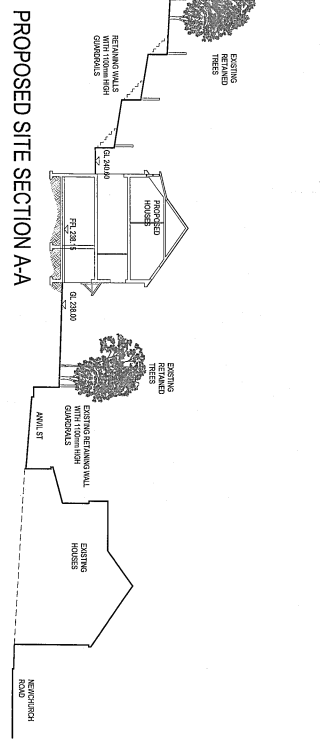 EXISTING
RETAINED
TREES
RETAINING WALLS
WITH 1100mm HIGH
GUARDRAILS
GL 240.60
PROPOSED
HOUSES
FFL 238.15
GL 238.00
EXISTING
RETAINED
TREES
EXISTING RETAINING WALL
WITH 1100mm HIGH
GUARDRAILS
ANVIL ST
EXISTING
HOUSES
NEWCHURCH
ROAD
PROPOSED SITE SECTION A-A